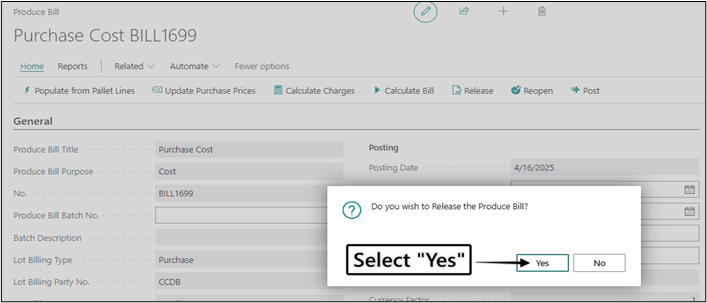 Produce Bill
Purchase Cost BILL1699
Home Reports Related Automate Fewer options
Populate from Pallet Lines Update Purchase Prices Calculate Charges Calculate Bill Release Reopen Post
General
Produce Bill Title Purchase Cost
Posting
Produce Bill Purpose Cost
Posting Date 4/16/2025
No. BILL1699
Produce Bill Batch No.
Batch Description
Lot Billing Type Purchase
Lot Billing Party No. CCDB
Do you wish to Release the Produce Bill?
Select "Yes"
Yes No
Currency Factor 1